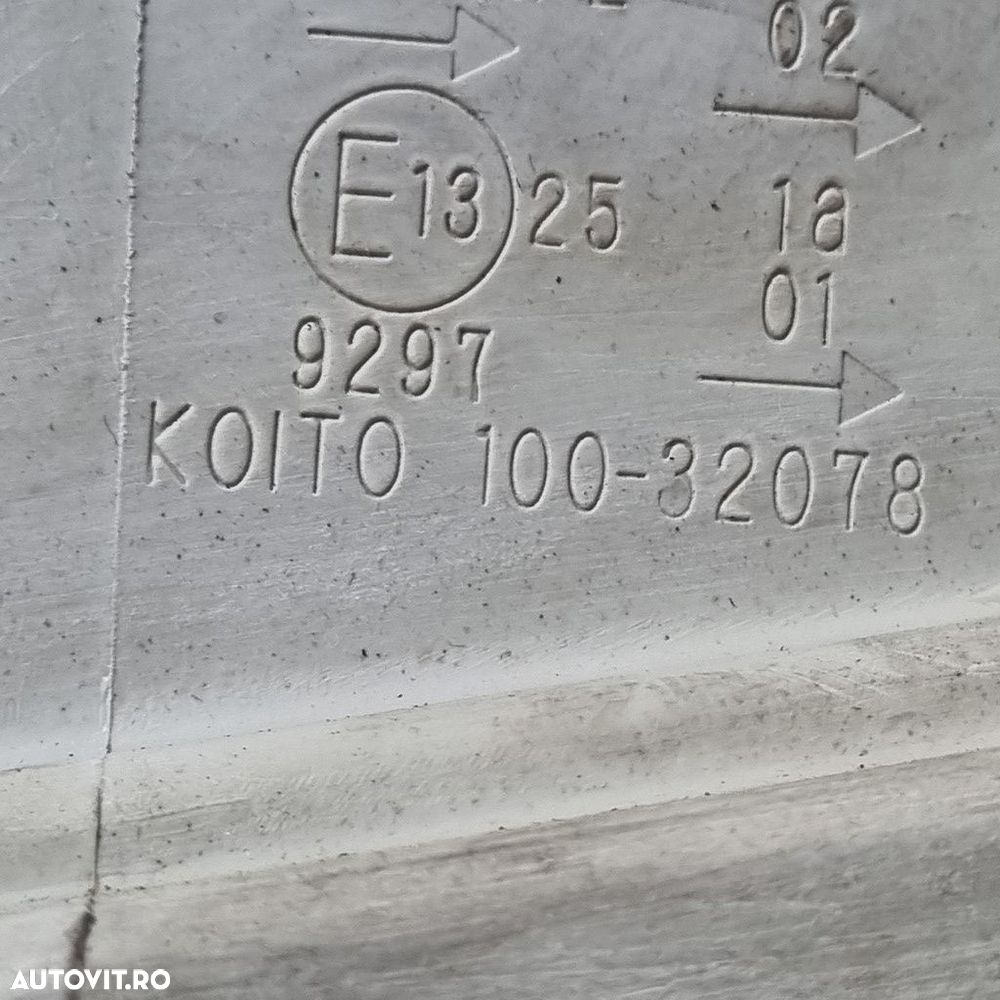 02
E13 25 1a
01
9297
KOITO 100-32078
AUTOVIT.RO